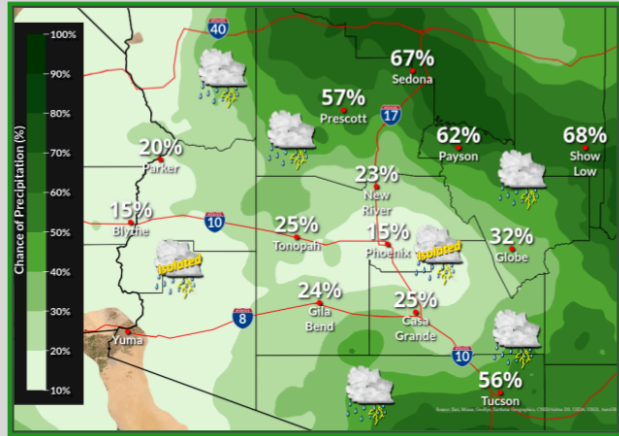 Chance of Precipitation (%)
100%
90%
80%
70%
60%
50%
40%
30%
20%
10%
40
67%
Sedona
57%
Prescott
17
62%
Payson
68%
Show
Low
20%
Parker
23%
New
River
15%
Blythe
10
25%
Tonopah
15%
Phoenix
isolated
32%
Globe
isolated
24%
Gila
Bend
25%
Casa
Grande
8
Yuma
10
56%
Tucson